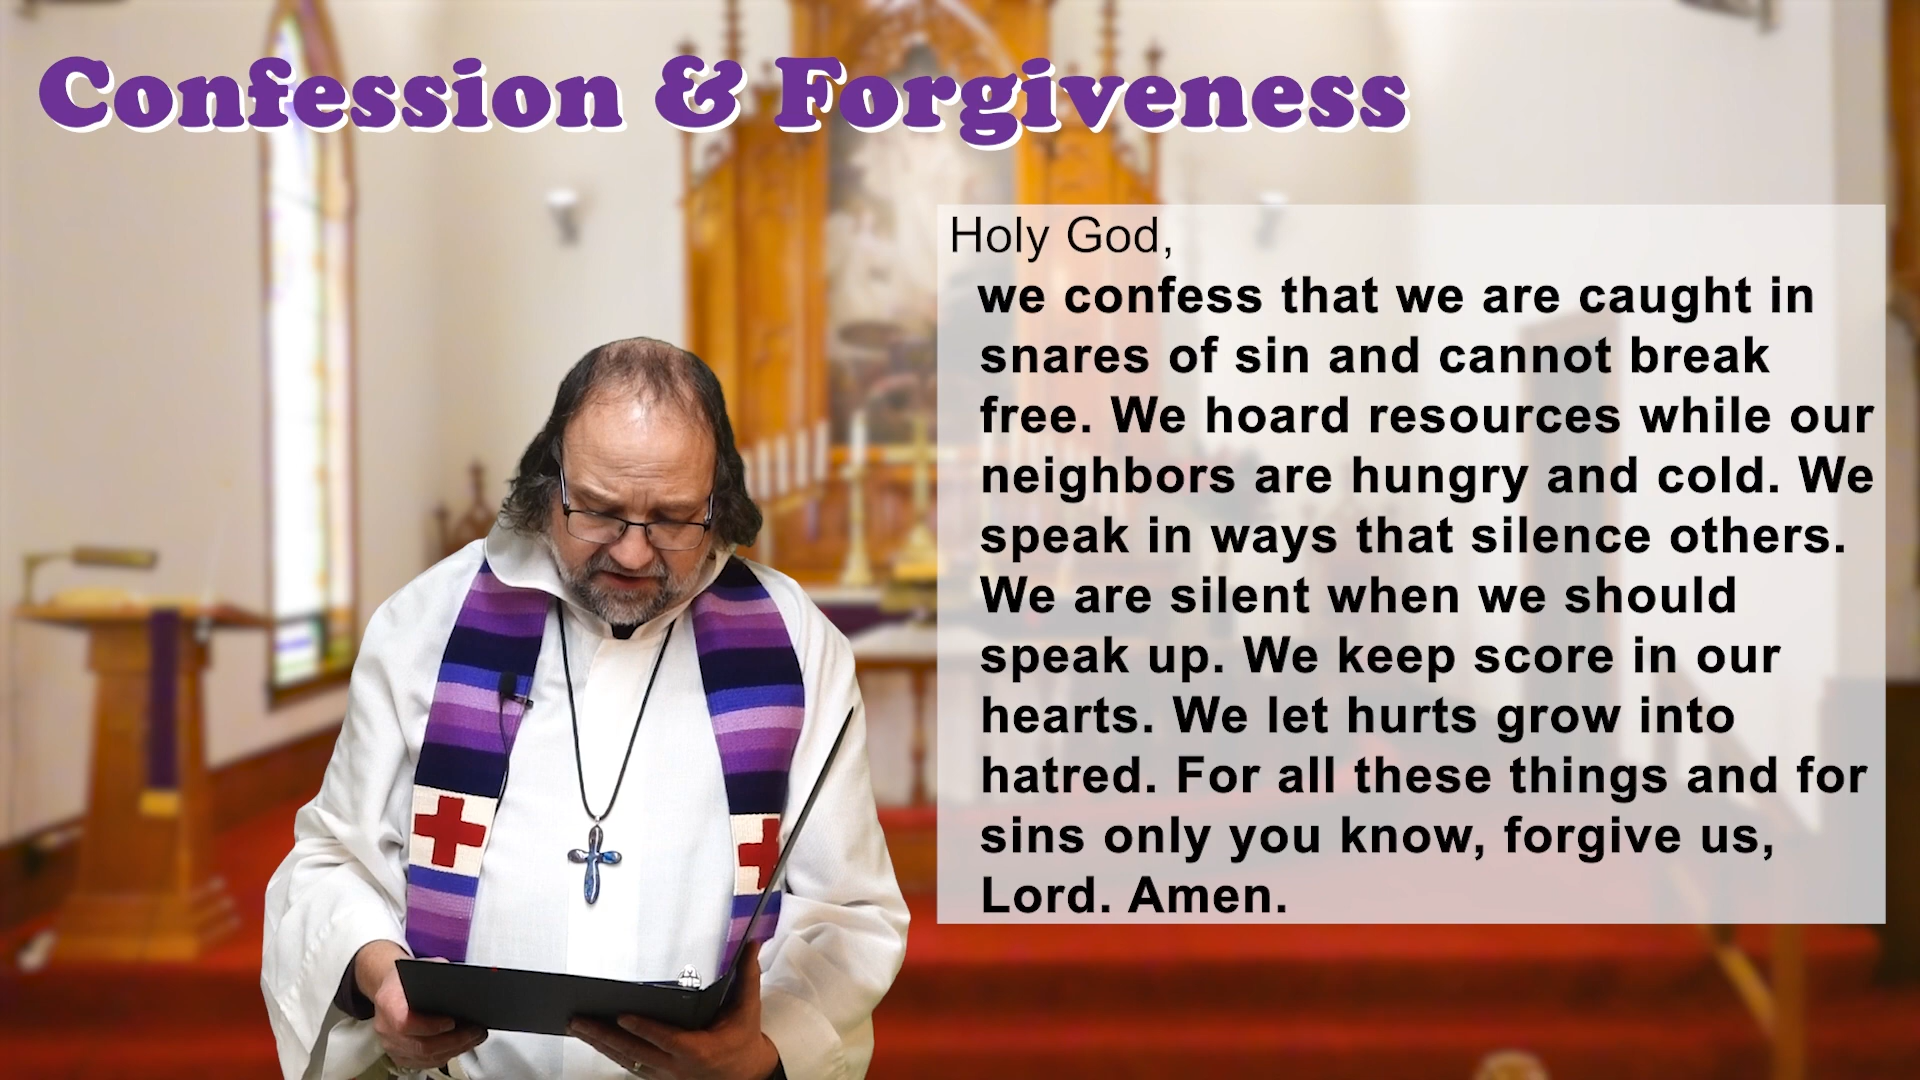 Confession & Forgiveness
Holy God,
we confess that we are caught in
snares of sin and cannot break
free. We hoard resources while our
neighbors are hungry and cold. We
speak in ways that silence others.
We are silent when we should
speak up. We keep score in our
hearts. We let hurts grow into
hatred. For all these things and for
sins only you know, forgive us,
Lord. Amen.